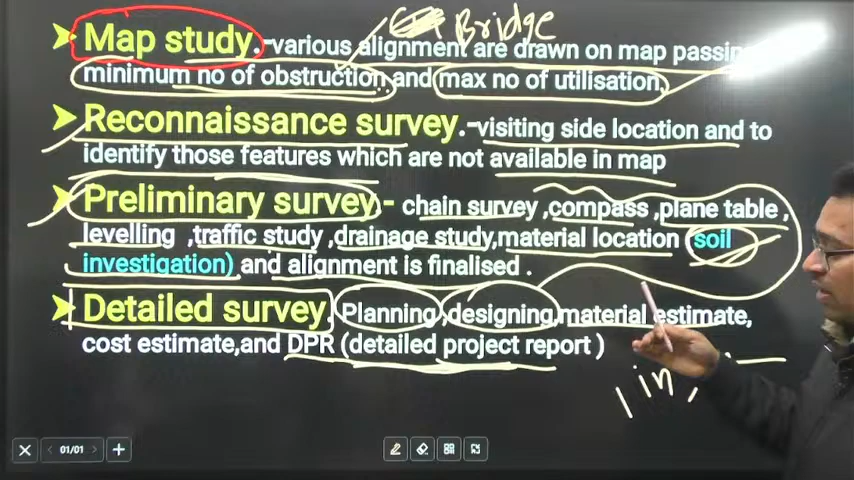 Bridge
➤ Map study.-various alignment are drawn on map passing
minimum no of obstruction and max no of utilisation.
➤ Reconnaissance survey.-visiting side location and to
identify those features which are not available in map
➤ Preliminary survey- chain survey ,compass ,plane table ,
levelling ,traffic study ,drainage study,material location (soil
investigation) and alignment is finalised .
➤ Detailed survey. Planning ,designing,material estimate,
cost estimate,and DPR (detailed project report )
1 in
01/01